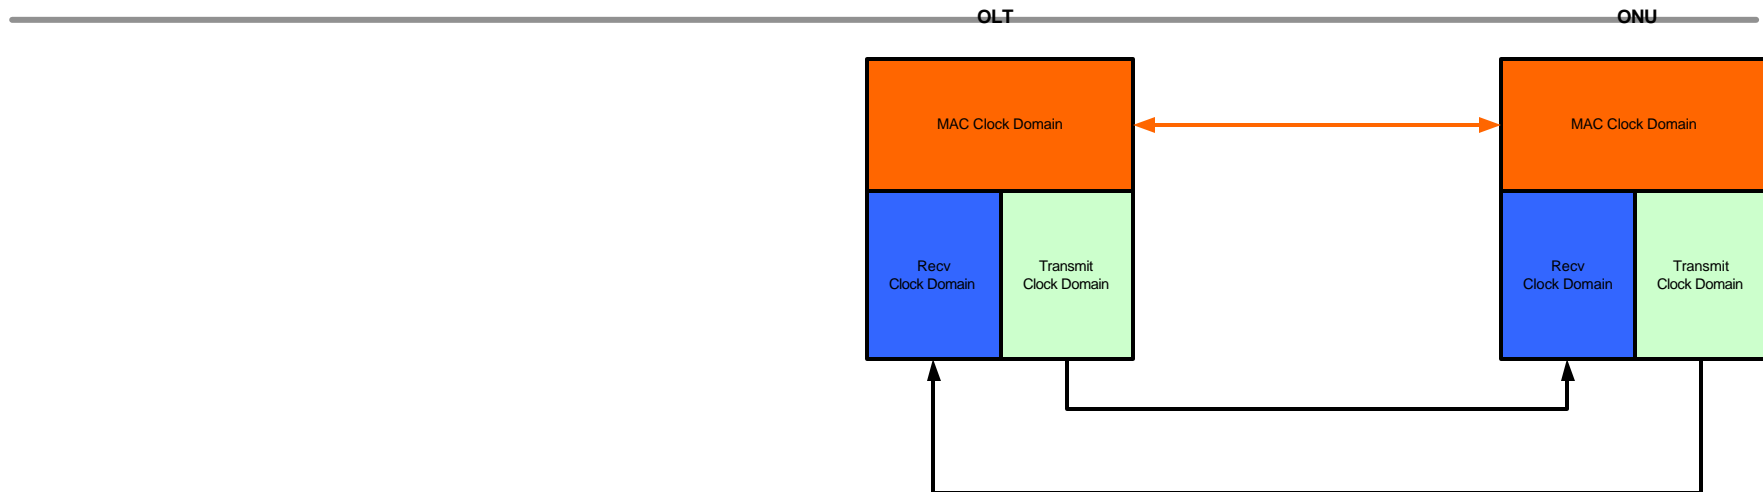 OLT
ONU
MAC Clock Domain
MAC Clock Domain
Recv
Clock Domain
Transmit
Clock Domain
Recv
Clock Domain
Transmit
Clock Domain